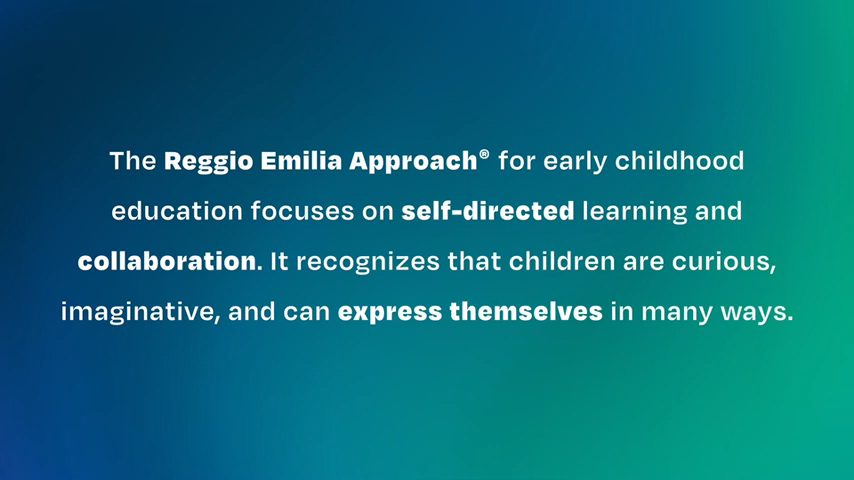 The Reggio Emilia Approach® for early childhood
education focuses on self-directed learning and
collaboration. It recognizes that children are curious,
imaginative, and can express themselves in many ways.